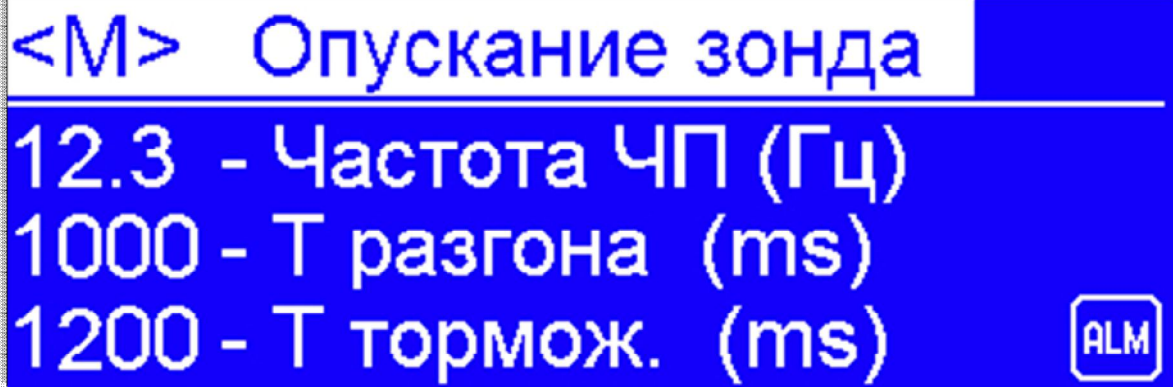 <М> Опускание зонда
12.3 - Частота ЧП (Гц)
1000 - Т разгона (ms)
1200 - Т тормож. (ms)
ALM